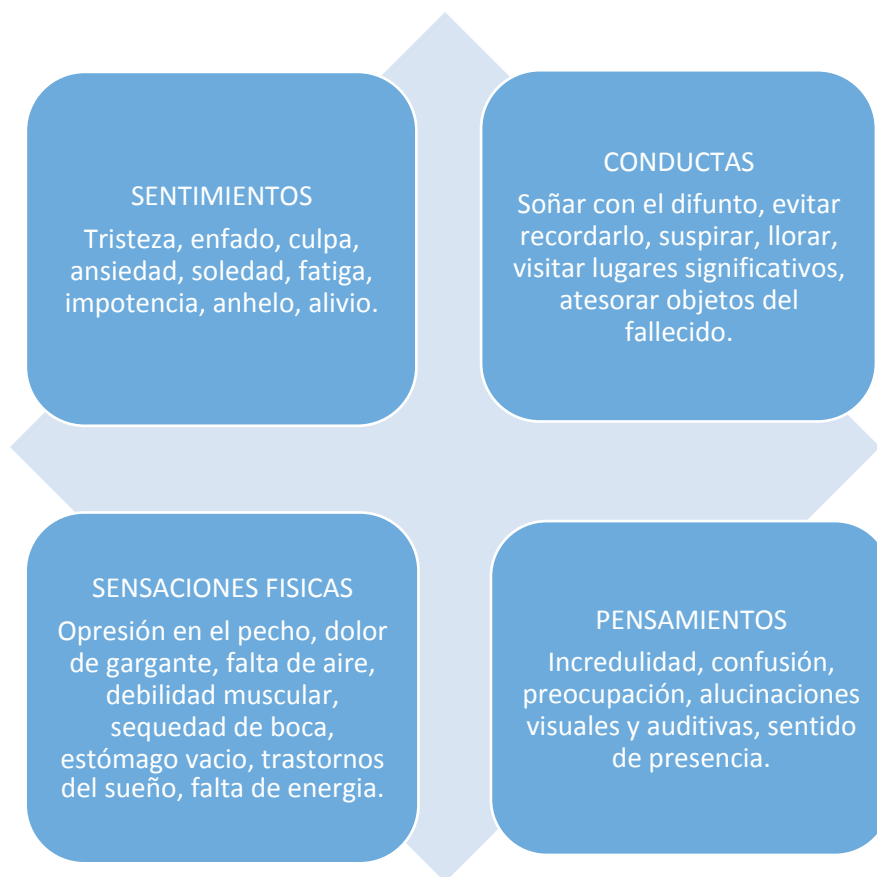 SENTIMIENTOS
Tristeza, enfado, culpa,
ansiedad, soledad, fatiga,
impotencia, anhelo, alivio.
CONDUCTAS
Soñar con el difunto, evitar
recordarlo, suspirar, llorar,
visitar lugares significativos,
atesorar objetos del
fallecido.
SENSACIONES FISICAS
Opresión en el pecho, dolor
de gargante, falta de aire,
debilidad muscular,
sequedad de boca,
estómago vacio, trastornos
del sueño, falta de energia.
PENSAMIENTOS
Incredulidad, confusión,
preocupación, alucinaciones
visuales y auditivas, sentido
de presencia.